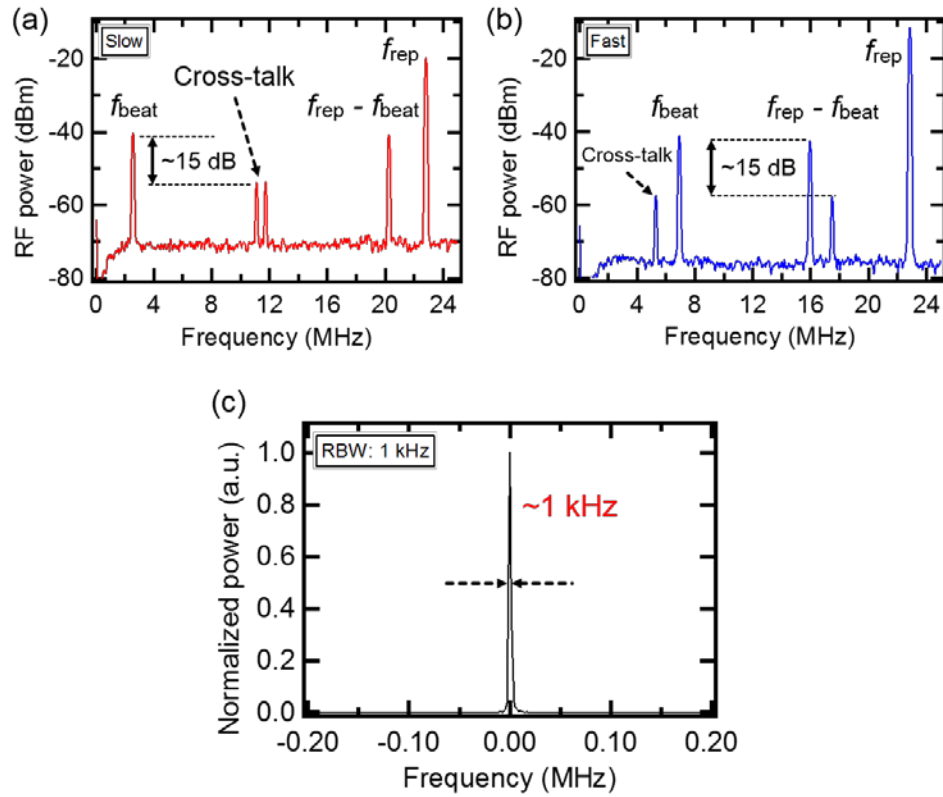 (a)
Slow
f_rep
Cross-talk
f_beat
f_rep - f_beat
~15 dB
RF power (dBm)
-20
-40
-60
-80
0 4 8 12 16 20 24
Frequency (MHz)
(b)
Fast
f_rep
f_beat
f_rep - f_beat
Cross-talk
~15 dB
RF power (dBm)
-20
-40
-60
-80
0 4 8 12 16 20 24
Frequency (MHz)
(c)
RBW: 1 kHz
~1 kHz
Normalized power (a.u.)
1.0
0.8
0.6
0.4
0.2
0.0
-0.20 -0.10 0.00 0.10 0.20
Frequency (MHz)